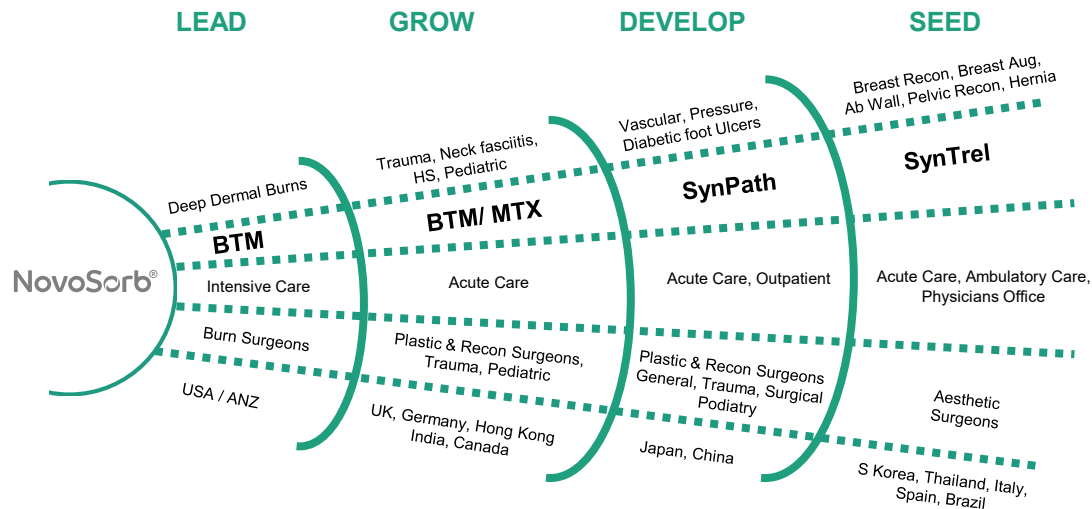 LEAD
GROW
DEVELOP
SEED
NovoSorb®
Deep Dermal Burns
BTM
Intensive Care
Burn Surgeons
USA / ANZ
Trauma, Neck fasciitis,
HS, Pediatric
BTM/ MTX
Acute Care
Plastic & Recon Surgeons,
Trauma, Pediatric
UK, Germany, Hong Kong
India, Canada
Vascular, Pressure,
Diabetic foot Ulcers
SynPath
Acute Care, Outpatient
Plastic & Recon Surgeons
General, Trauma, Surgical
Podiatry
Japan, China
Breast Recon, Breast Aug,
Ab Wall, Pelvic Recon, Hernia
SynTrel
Acute Care, Ambulatory Care,
Physicians Office
Aesthetic
Surgeons
S Korea, Thailand, Italy,
Spain, Brazil